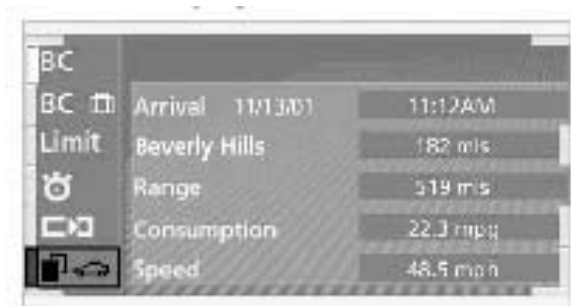 BC
BC Arrival 11/13/01 11:12AM
Limit Beverly Hills 182 mls
Range 519 mls
Consumption 22.3 mpg
Speed 48.5 mph